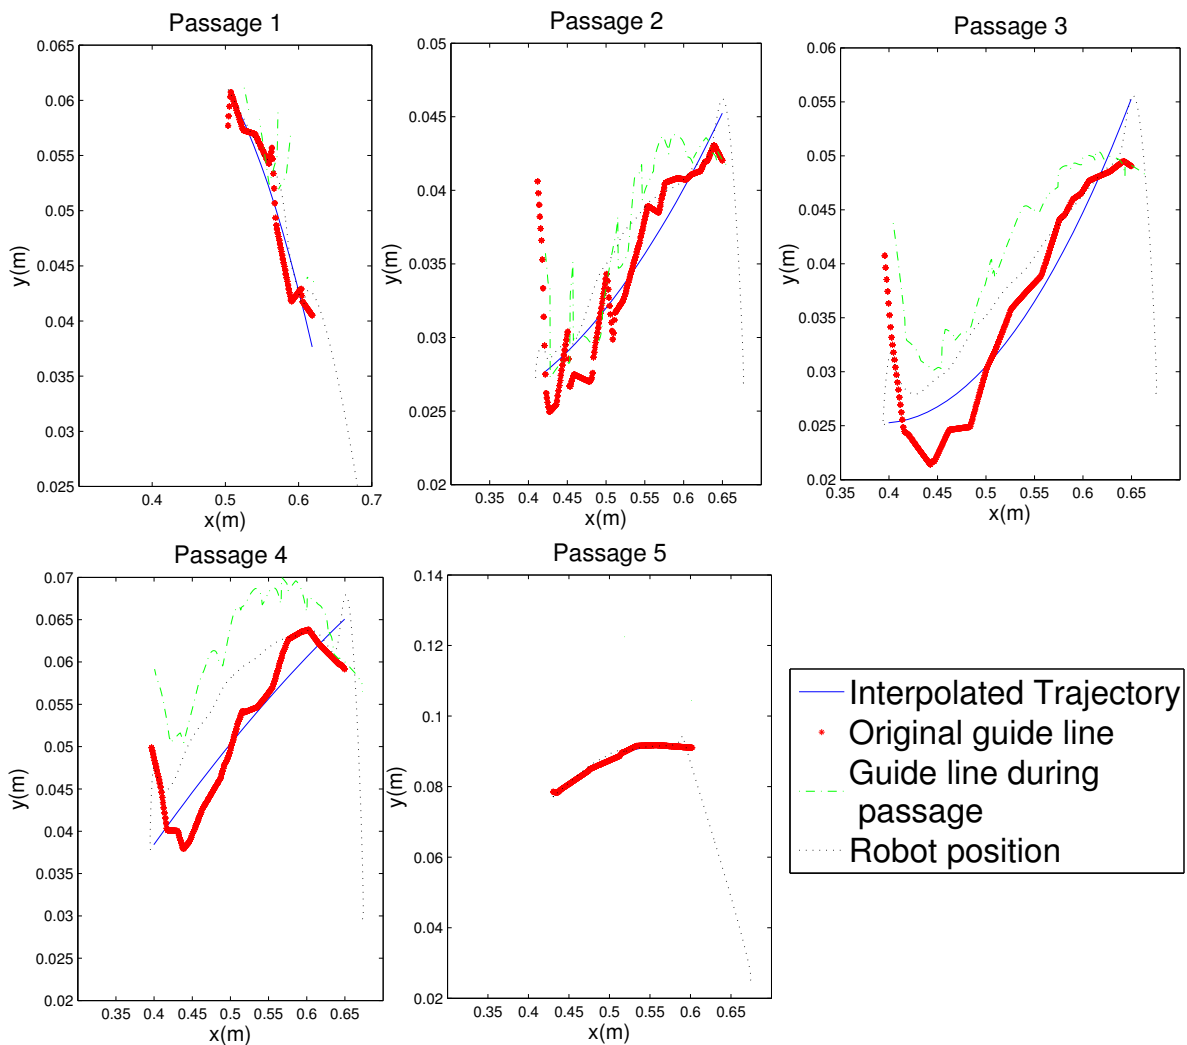 Passage 1
0.065
0.06
0.055
0.05
0.045
0.04
0.035
0.03
0.025
0.4 0.5 0.6 0.7
x(m)
y(m)
Passage 2
0.05
0.045
0.04
0.035
0.03
0.025
0.02
0.35 0.4 0.45 0.5 0.55 0.6 0.65
x(m)
y(m)
Passage 3
0.06
0.055
0.05
0.045
0.04
0.035
0.03
0.025
0.02
0.35 0.4 0.45 0.5 0.55 0.6 0.65
x(m)
y(m)
Passage 4
0.07
0.065
0.06
0.055
0.05
0.045
0.04
0.035
0.03
0.025
0.02
0.35 0.4 0.45 0.5 0.55 0.6 0.65
x(m)
y(m)
Passage 5
0.14
0.12
0.1
0.08
0.06
0.04
0.02
0.35 0.4 0.45 0.5 0.55 0.6 0.65
x(m)
y(m)
Interpolated Trajectory
Original guide line
Guide line during
passage
Robot position